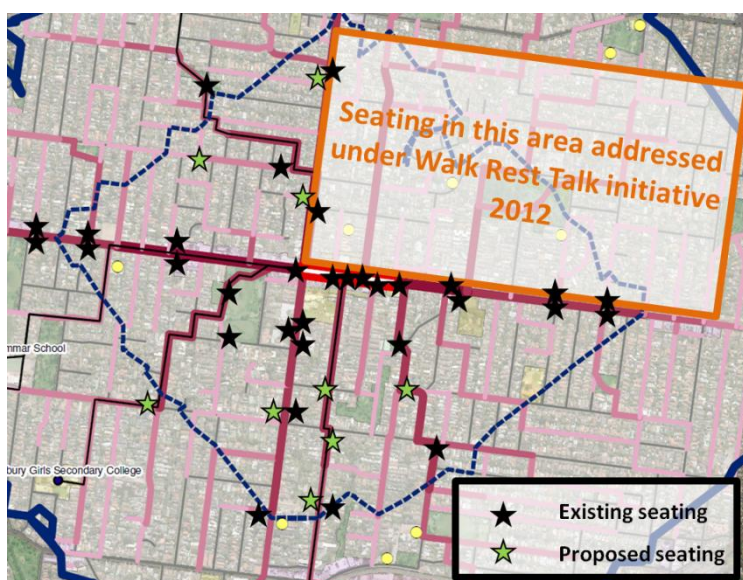 Seating in this area addressed
under Walk Rest Talk initiative
2012
mmar School
bury Girls Secondary College
Existing seating
Proposed seating